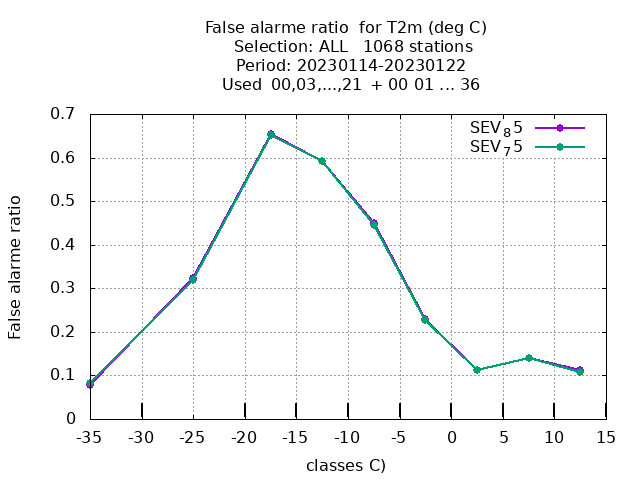 False alarme ratio  for T2m (deg C)
Selection: ALL   1068 stations
Period: 20230114-20230122
Used  00,03,...,21  + 00 01 ... 36
SEV₈5
SEV₇5
0.7
0.6
0.5
0.4
0.3
0.2
0.1
0
False alarme ratio
-35 -30 -25 -20 -15 -10 -5 0 5 10 15
classes C)